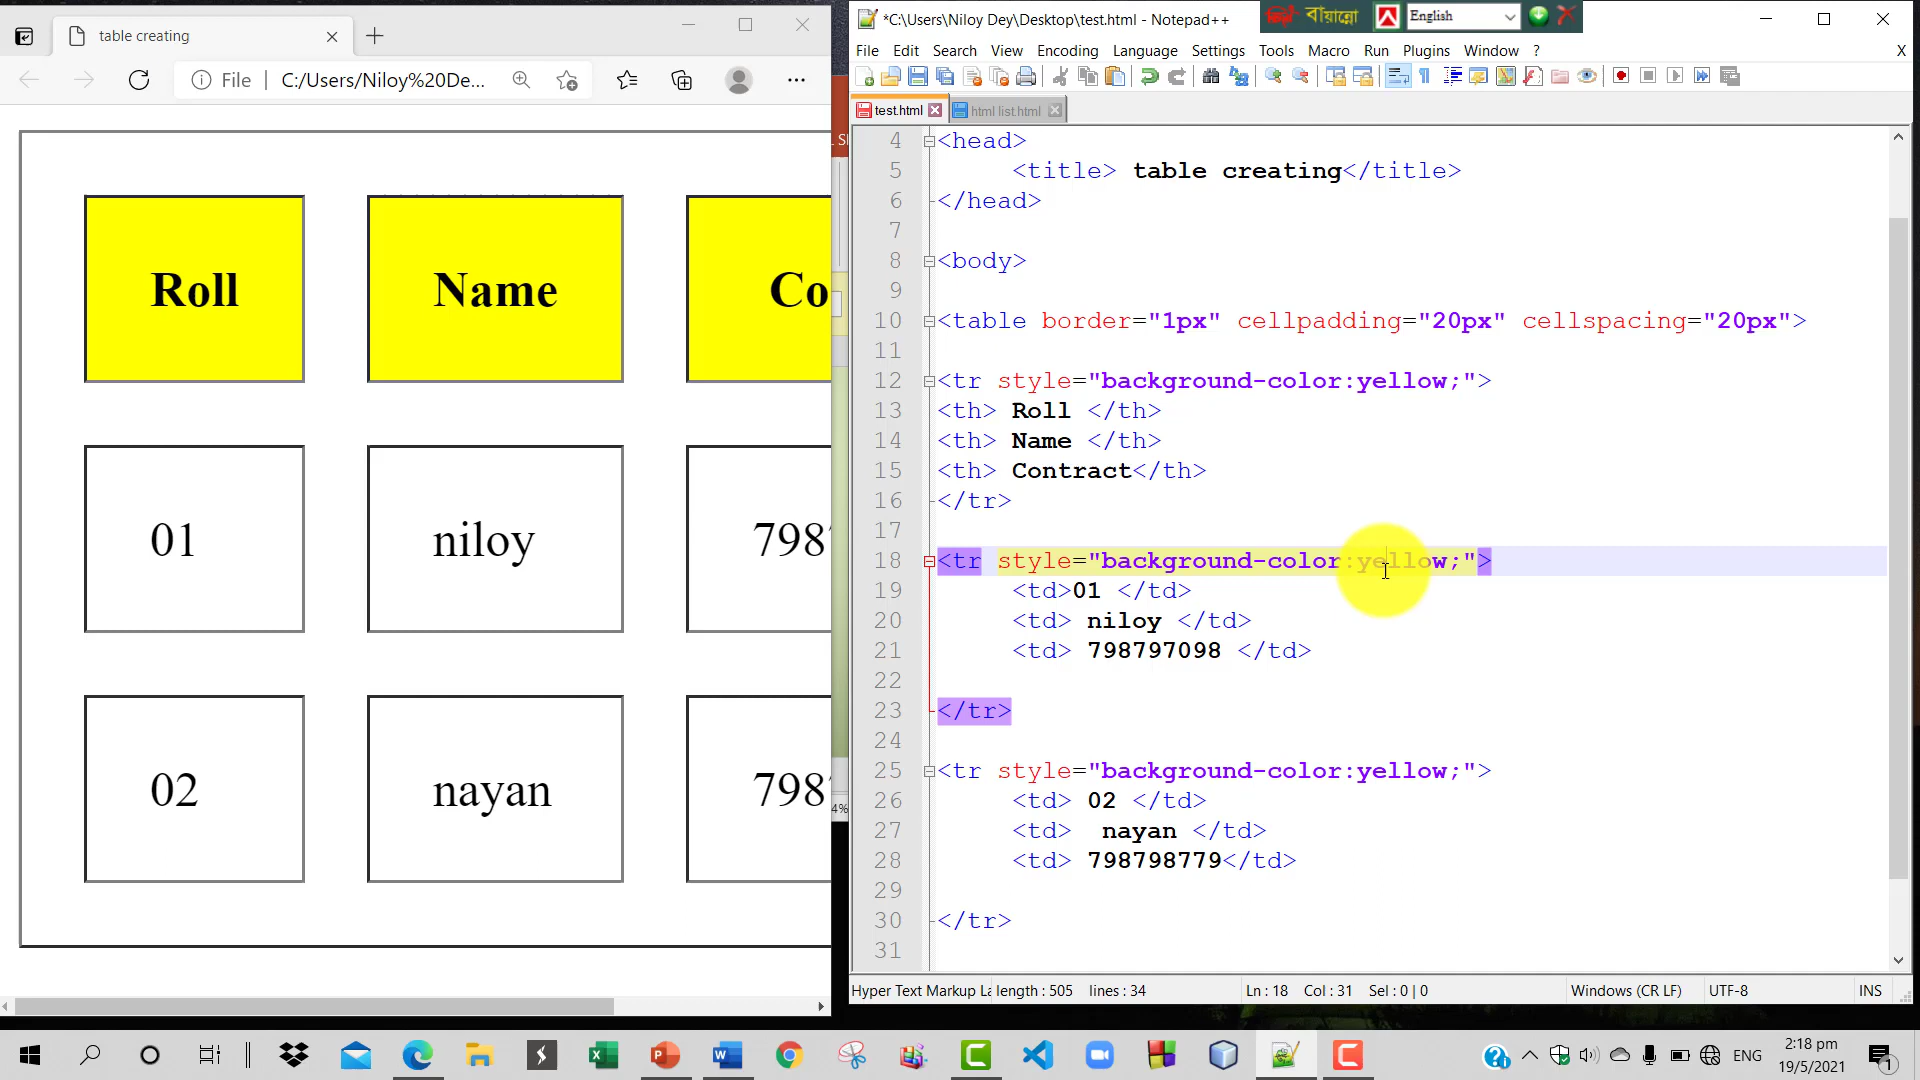 table creating
File
C:/Users/Niloy%20De...
Roll
Name
Co
01
niloy
798
02
nayan
798
*C:\Users\Niloy Dey\Desktop\test.html - Notepad++
English
File Edit Search View Encoding Language Settings Tools Macro Run Plugins Window ? X
test.html
html list.html
4 <head>
5 <title> table creating</title>
6 </head>
7
8 <body>
9
10 <table border="1px" cellpadding="20px" cellspacing="20px">
11
12 <tr style="background-color:yellow;">
13 <th> Roll </th>
14 <th> Name </th>
15 <th> Contract</th>
16 </tr>
17
18 <tr style="background-color:yellow;">
19 <td>01 </td>
20 <td> niloy </td>
21 <td> 798797098 </td>
22
23 </tr>
24
25 <tr style="background-color:yellow;">
26 <td> 02 </td>
27 <td>  nayan </td>
28 <td> 798798779</td>
29
30 </tr>
31
Hyper Text Markup La length : 505 lines : 34 Ln : 18 Col : 31 Sel : 0 | 0 Windows (CR LF) UTF-8 INS
ENG
2:18 pm
19/5/2021
1